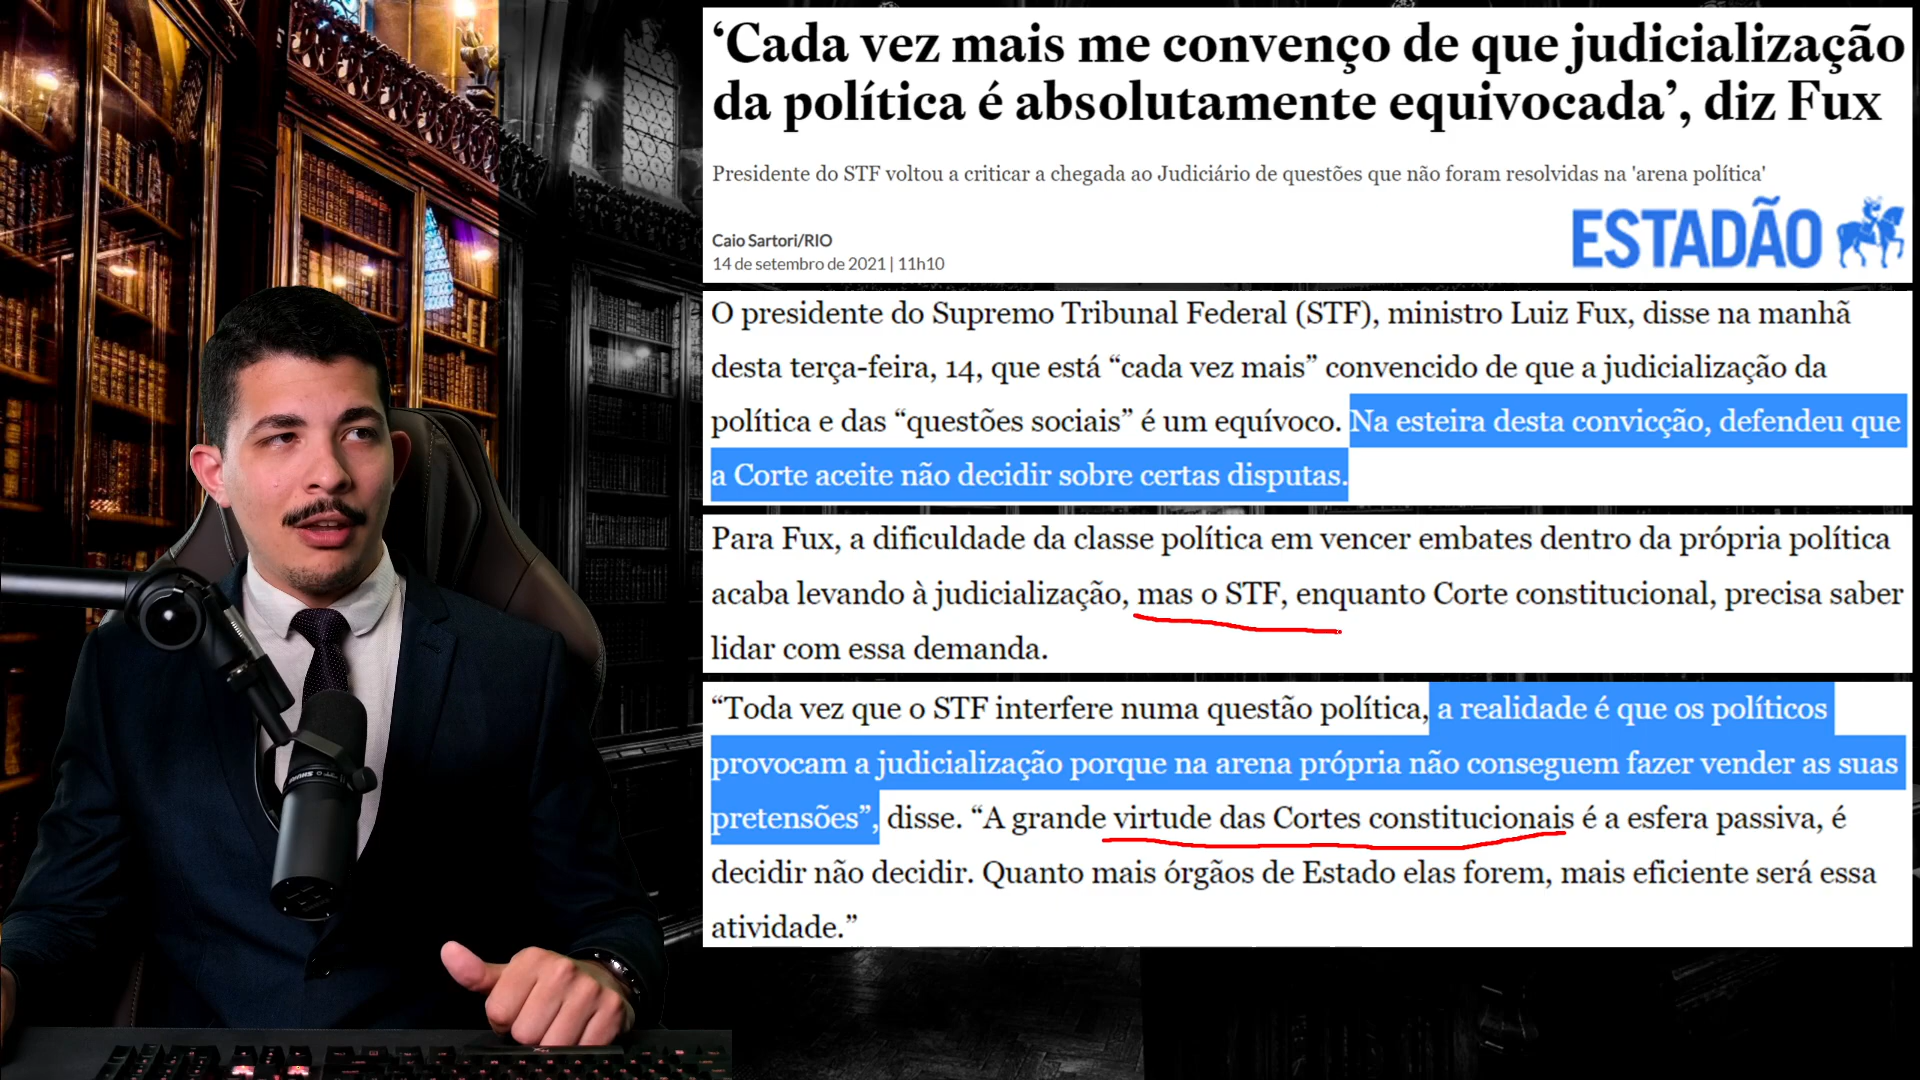 ‘Cada vez mais me convenço de que judicialização
da política é absolutamente equivocada’, diz Fux
Presidente do STF voltou a criticar a chegada ao Judiciário de questões que não foram resolvidas na 'arena política'
Caio Sartori/RIO
14 de setembro de 2021 | 11h10
ESTADÃO
O presidente do Supremo Tribunal Federal (STF), ministro Luiz Fux, disse na manhã
desta terça-feira, 14, que está “cada vez mais” convencido de que a judicialização da
política e das “questões sociais” é um equívoco. Na esteira desta convicção, defendeu que
a Corte aceite não decidir sobre certas disputas.
Para Fux, a dificuldade da classe política em vencer embates dentro da própria política
acaba levando à judicialização, mas o STF, enquanto Corte constitucional, precisa saber
lidar com essa demanda.
“Toda vez que o STF interfere numa questão política, a realidade é que os políticos
provocam a judicialização porque na arena própria não conseguem fazer vender as suas
pretensões”, disse. “A grande virtude das Cortes constitucionais é a esfera passiva, é
decidir não decidir. Quanto mais órgãos de Estado elas forem, mais eficiente será essa
atividade.”
SHURE